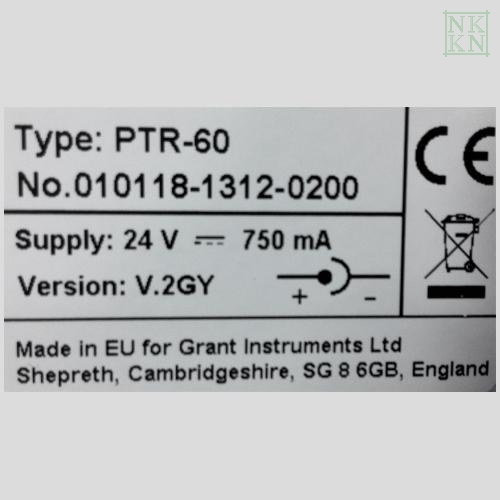 NK
KN
Type: PTR-60
No.010118-1312-0200
CE
Supply: 24 V ⎓ 750 mA
Version: V.2GY
+ -
Made in EU for Grant Instruments Ltd
Shepreth, Cambridgeshire, SG 8 6GB, England